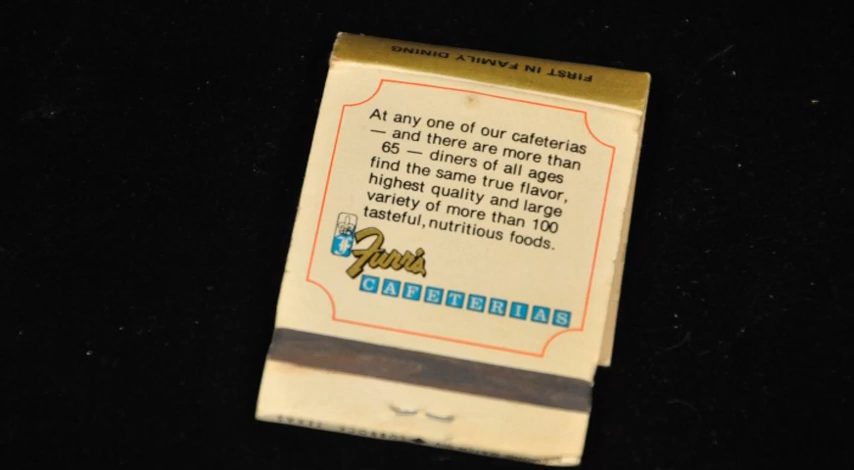 FIRST IN FAMILY DINING
At any one of our cafeterias
— and there are more than
65 — diners of all ages
find the same true flavor,
highest quality and large
variety of more than 100
tasteful, nutritious foods.
Furr's
CAFETERIAS